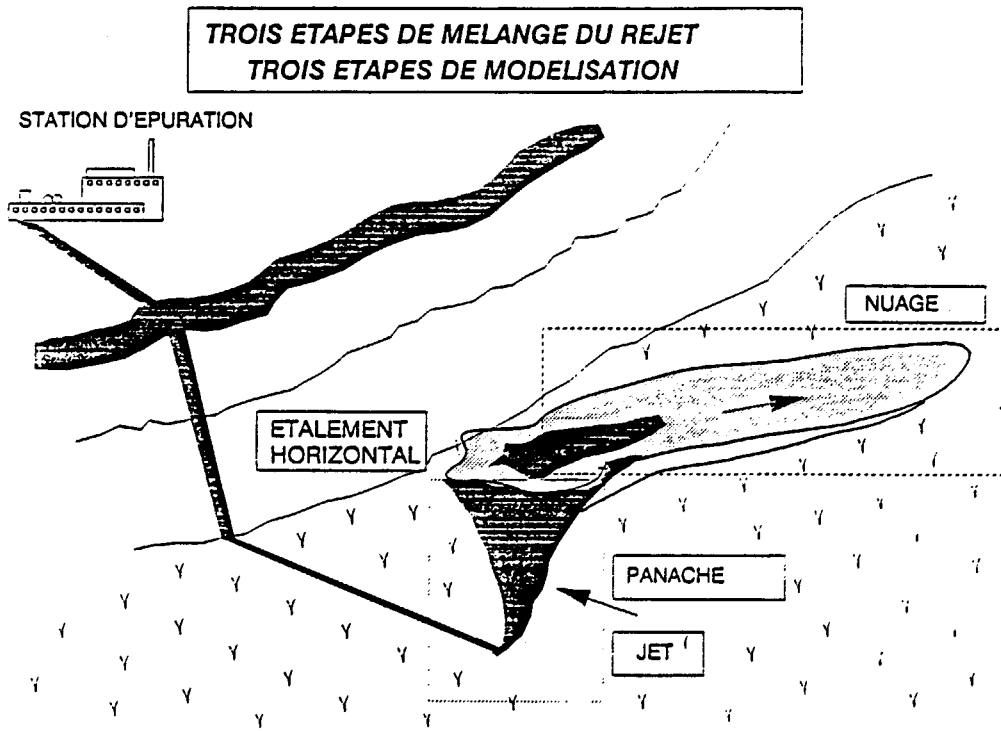 TROIS ETAPES DE MELANGE DU REJET
TROIS ETAPES DE MODELISATION
STATION D'EPURATION
NUAGE
ETALEMENT
HORIZONTAL
PANACHE
JET